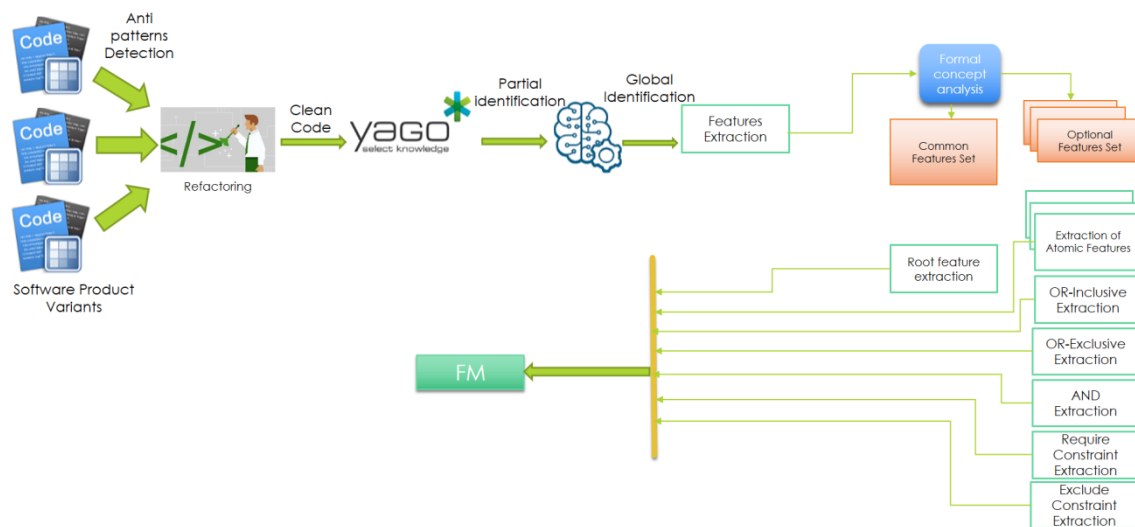 Anti
patterns
Detection
Code
Code
Code
Software Product
Variants
</>
Refactoring
Clean
Code
yago
select knowledge
Partial
identification
Global
Identification
Features
Extraction
Formal
concept
analysis
Common
Features Set
Optional
Features Set
Root feature
extraction
Extraction of
Atomic Features
OR-Inclusive
Extraction
OR-Exclusive
Extraction
AND
Extraction
Require
Constraint
Extraction
Exclude
Constraint
Extraction
FM